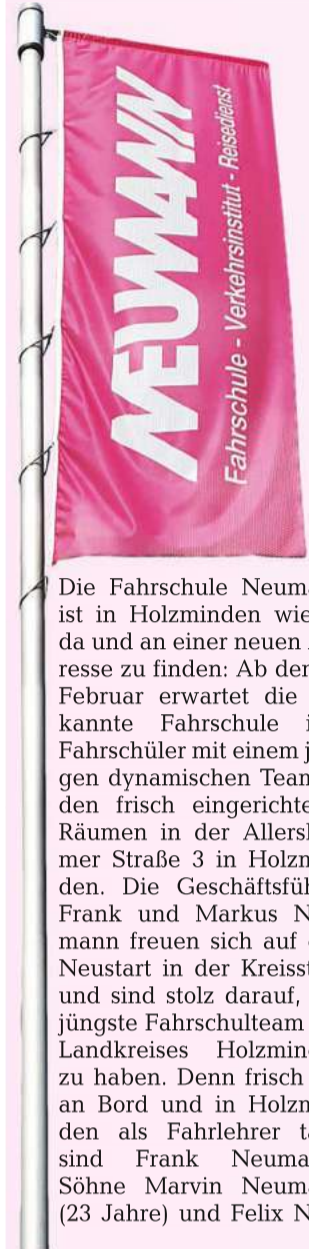 NEUMANN
Fahrschule - Verkehrsinstitut - Reisedienst
Die Fahrschule Neuma
ist in Holzminden wie
da und an einer neuen
resse zu finden: Ab den
Februar erwartet die
kannte Fahrschule i
Fahrschüler mit einem j
gen dynamischen Team
den frisch eingerichte
Räumen in der Allersh
mer Straße 3 in Holzm
den. Die Geschäftsfüh
Frank und Markus N
mann freuen sich auf
Neustart in der Kreisst
und sind stolz darauf,
jüngste Fahrschulteam
Landkreises Holzmin
zu haben. Denn frisch
an Bord und in Holzm
den als Fahrlehrer t
sind Frank Neuma
Söhne Marvin Neuma
(23 Jahre) und Felix N